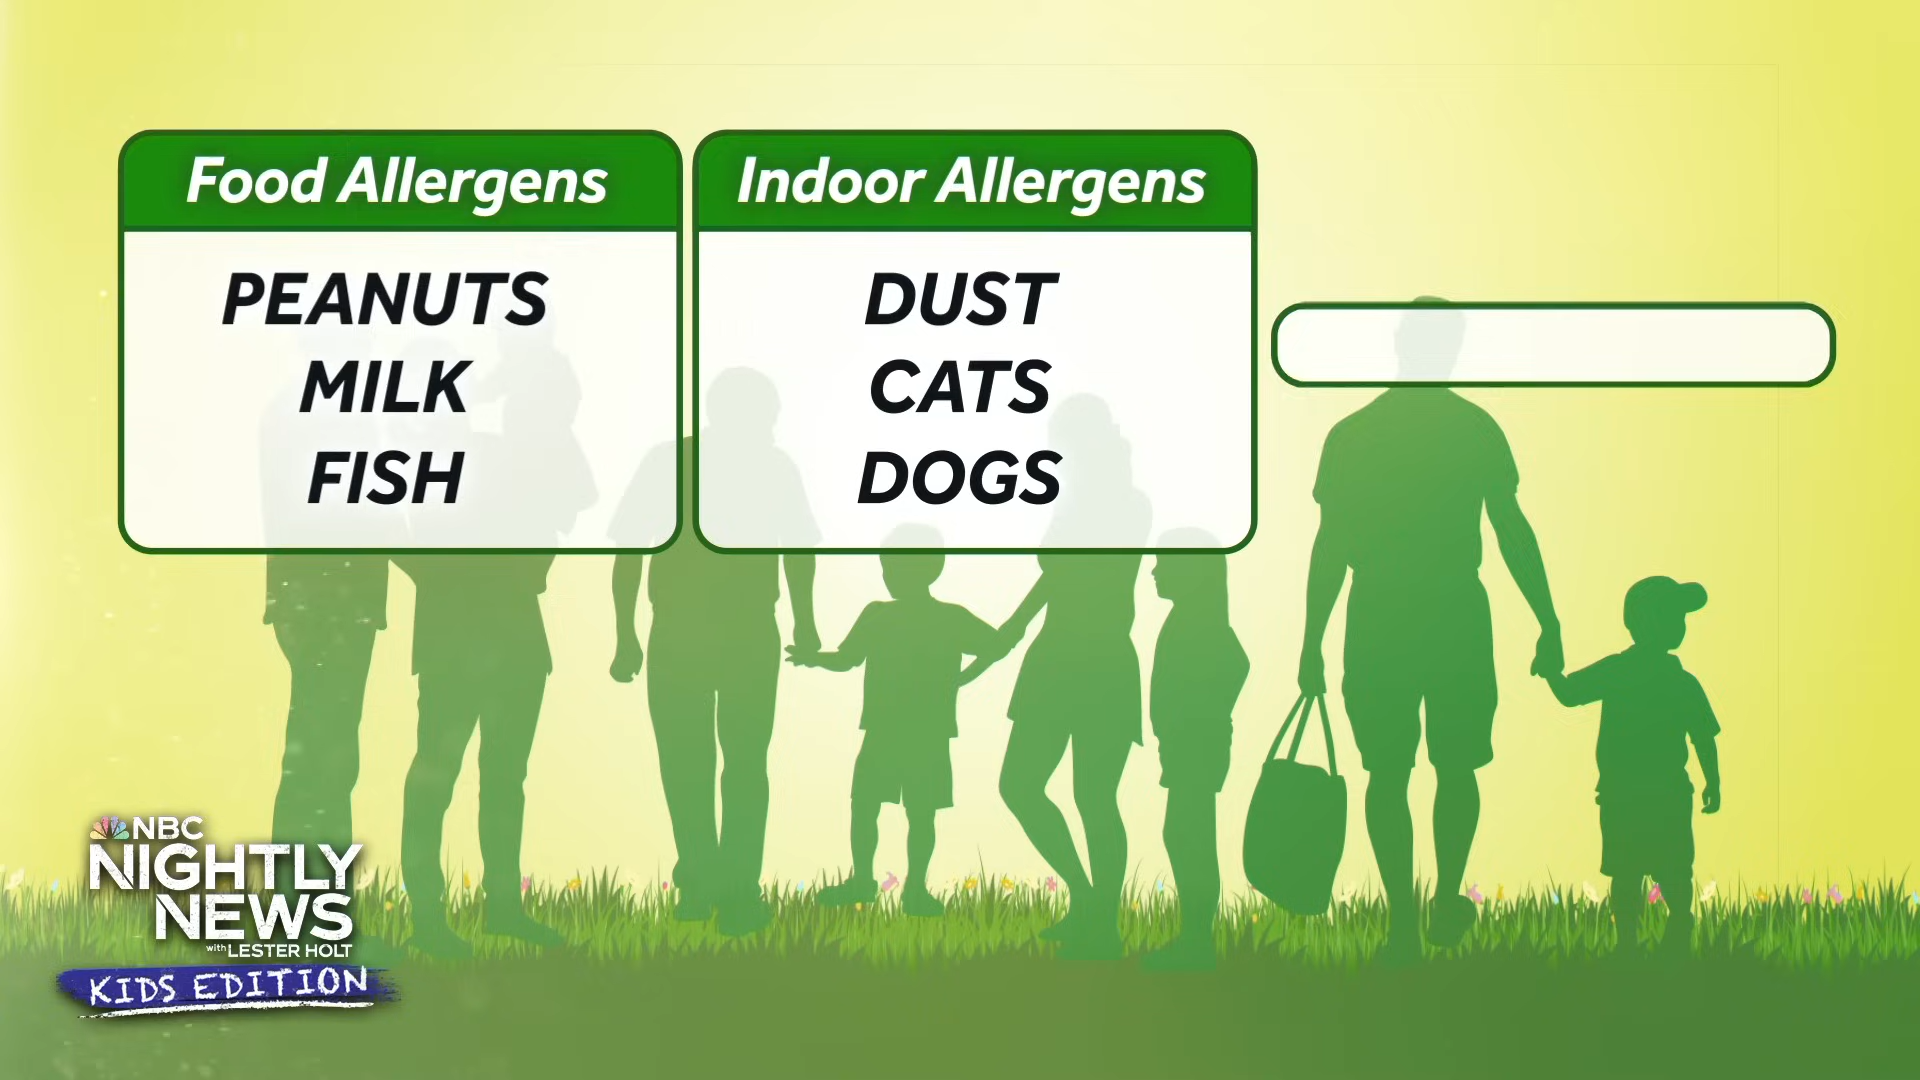 Food Allergens
PEANUTS
MILK
FISH
Indoor Allergens
DUST
CATS
DOGS
NBC
NIGHTLY
NEWS
with LESTER HOLT
KIDS EDITION